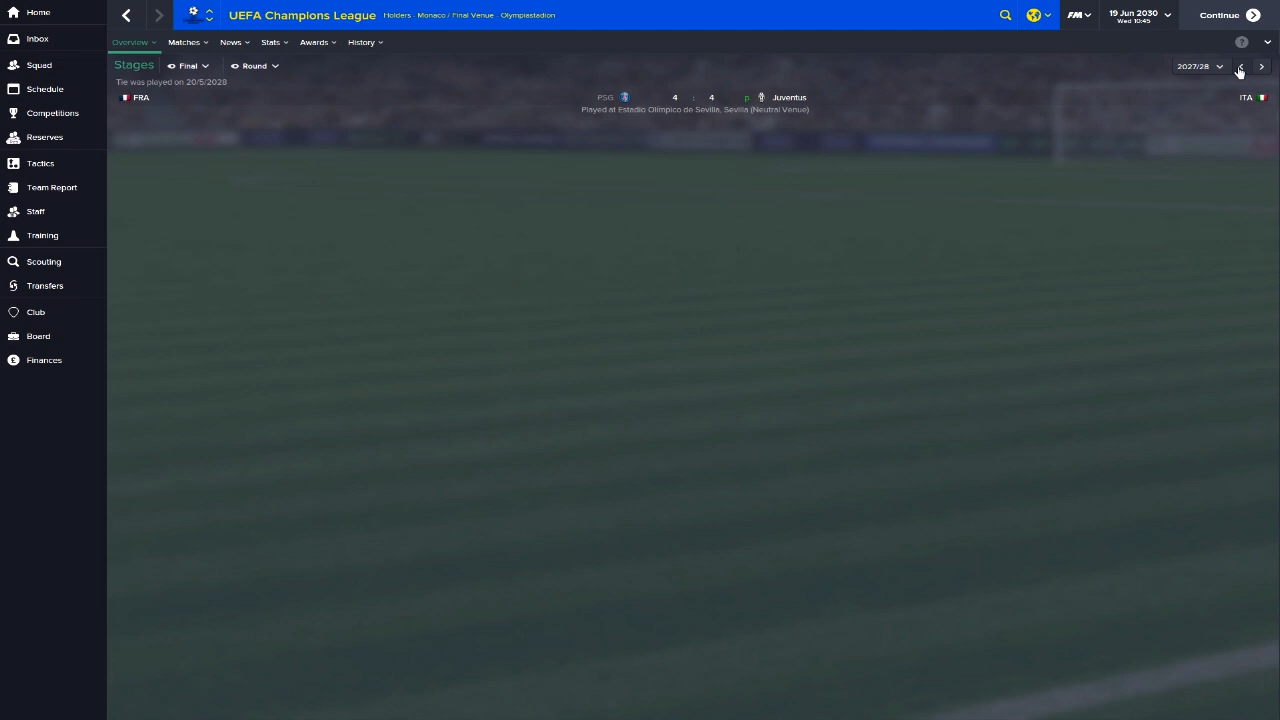 Home
UEFA Champions League
Holders - Monaco / Final Venue - Olympiastadion
FM
19 Jun 2030
Wed 10:45
Continue
Inbox
Squad
Schedule
Competitions
Reserves
Tactics
Team Report
Staff
Training
Scouting
Transfers
Club
Board
Finances
Overview
Matches
News
Stats
Awards
History
?
Stages
Final
Round
2027/28
Tie was played on 20/5/2028
FRA
PSG 4 : 4 p Juventus
ITA
Played at Estadio Olímpico de Sevilla, Sevilla (Neutral Venue)